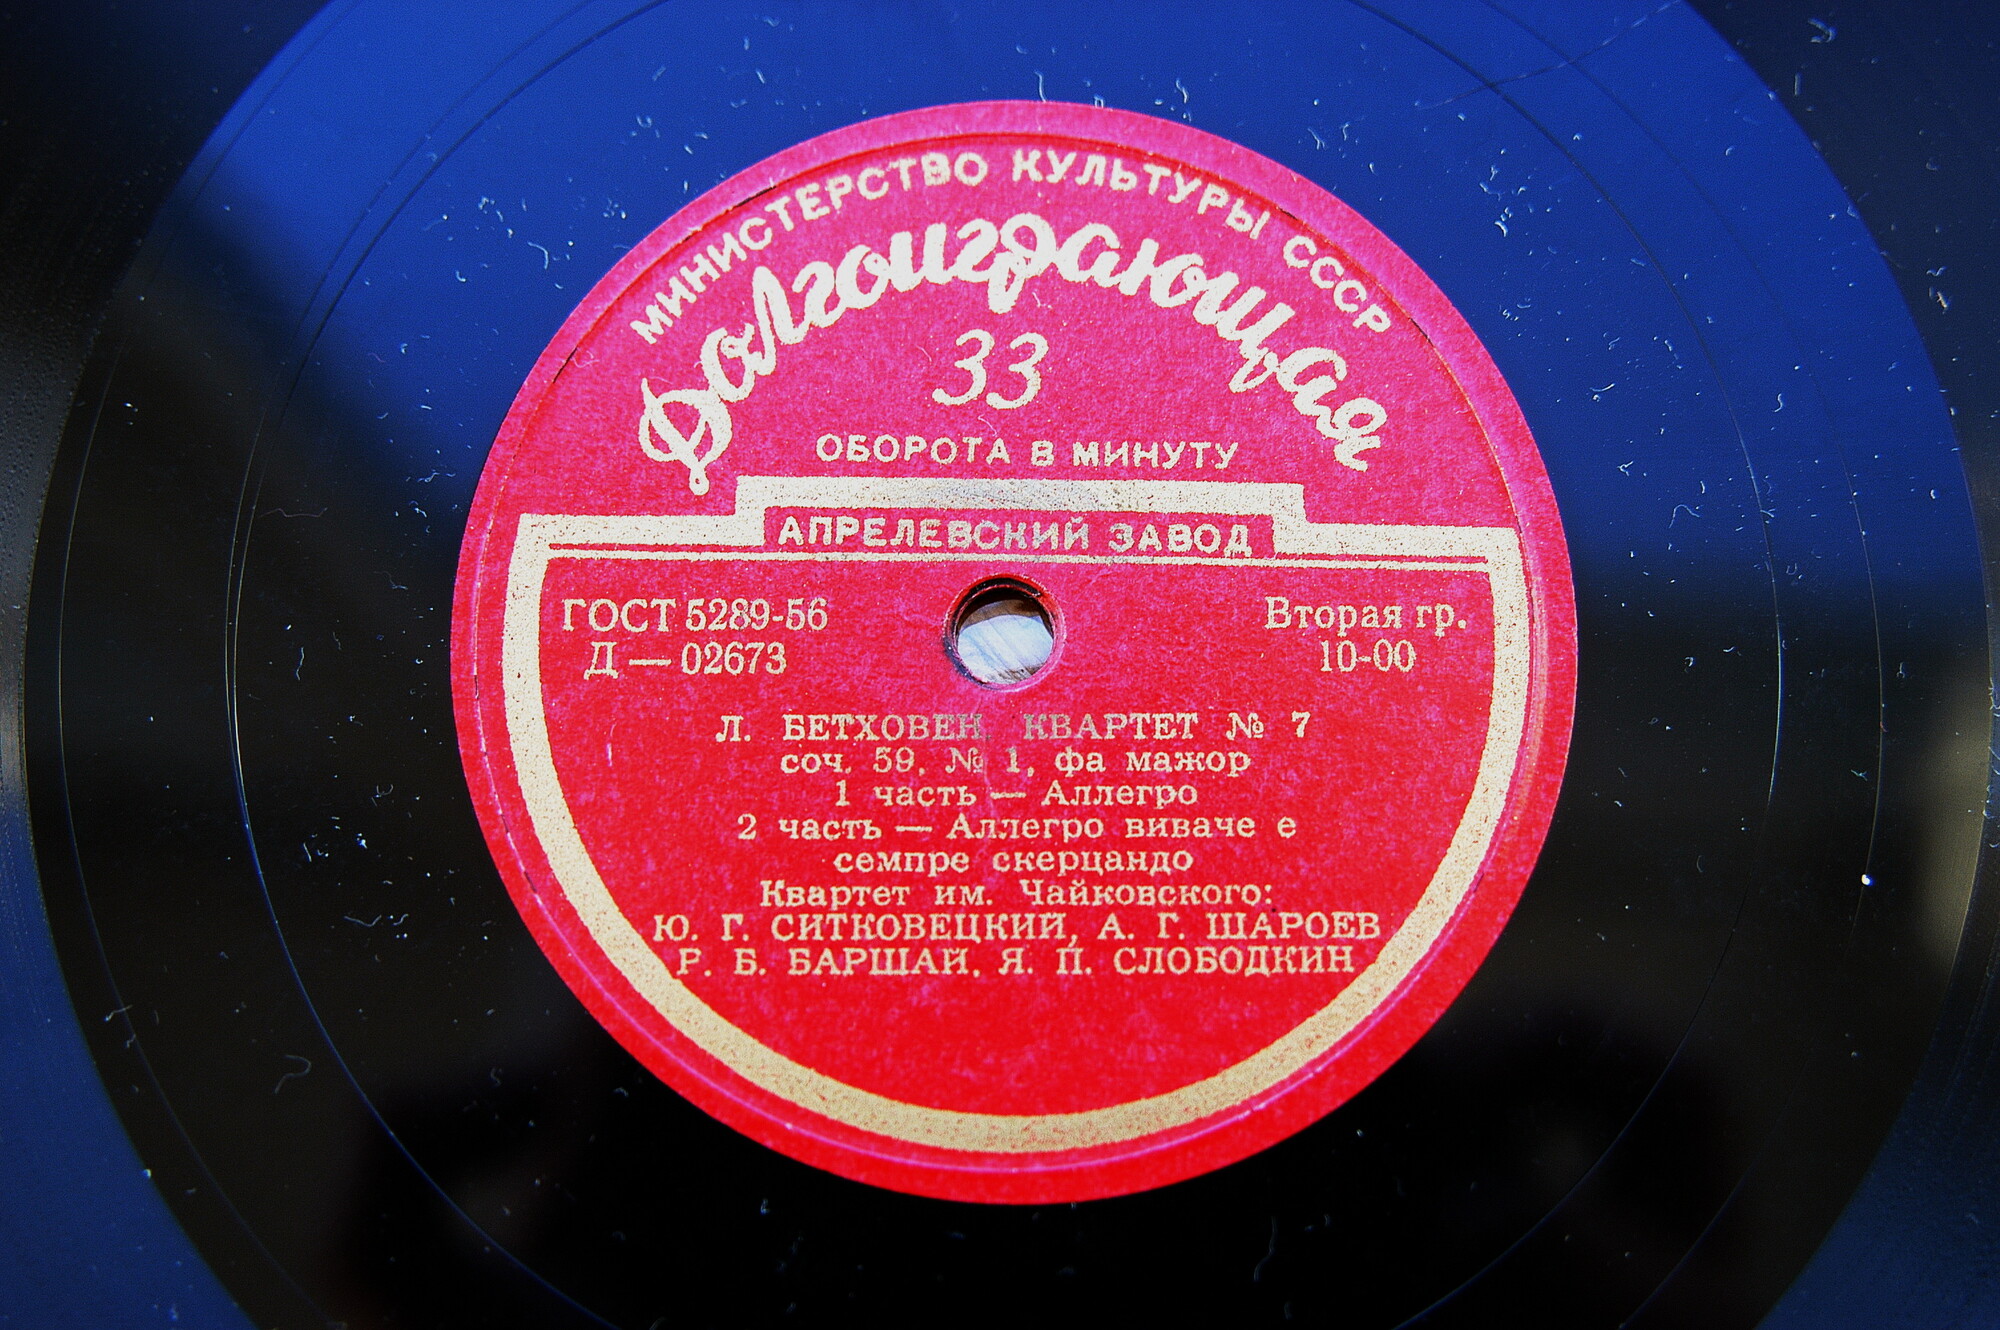 МИНИСТЕРСТВО КУЛЬТУРЫ СССР
Долгоиграющая
33
ОБОРОТА В МИНУТУ
АПРЕЛЕВСКИЙ ЗАВОД
ГОСТ 5289-56
Д — 02673
Вторая гр.
10-00
Л. БЕТХОВЕН. КВАРТЕТ № 7
соч. 59, № 1, фа мажор
1 часть — Аллегро
2 часть — Аллегро виваче е
семпре скерцандо
Квартет им. Чайковского:
Ю. Г. СИТКОВЕЦКИЙ, А. Г. ШАРОЕВ
Р. Б. БАРШАЙ, Я. П. СЛОБОДКИН